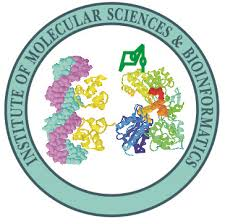 INSTITUTE OF MOLECULAR SCIENCES & BIOINFORMATICS